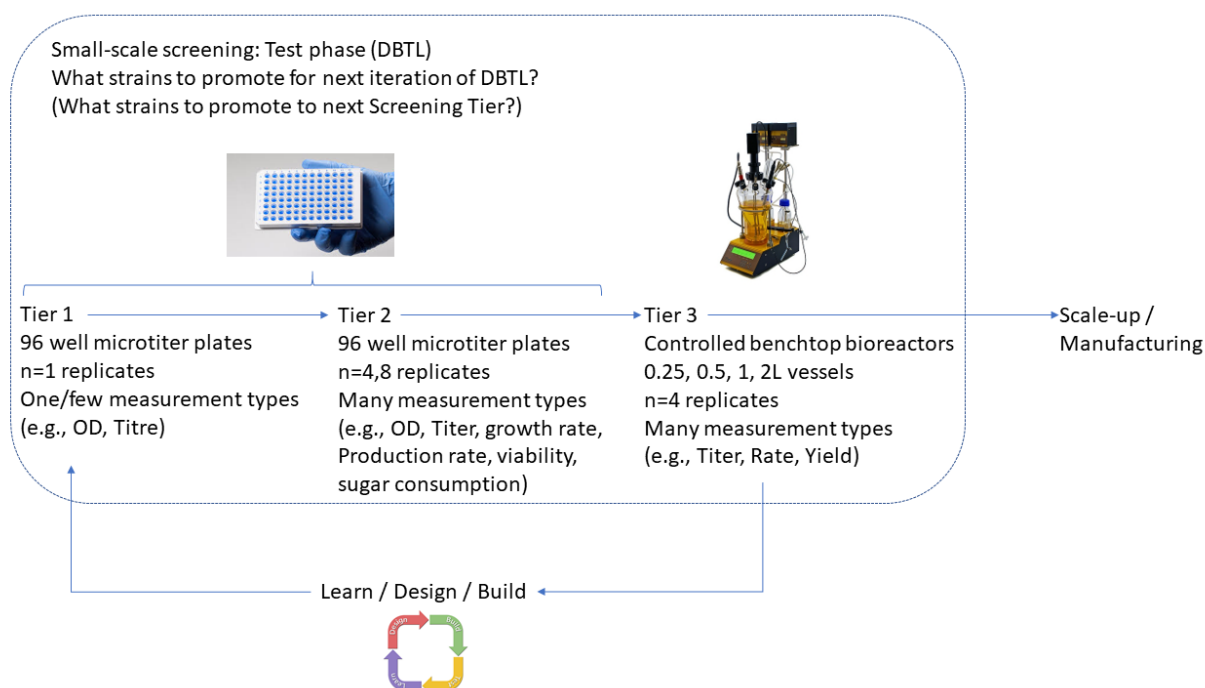 Small-scale screening: Test phase (DBTL)
What strains to promote for next iteration of DBTL?
(What strains to promote to next Screening Tier?)
Tier 1
96 well microtiter plates
n=1 replicates
One/few measurement types
(e.g., OD, Titre)
Tier 2
96 well microtiter plates
n=4,8 replicates
Many measurement types
(e.g., OD, Titer, growth rate,
Production rate, viability,
sugar consumption)
Tier 3
Controlled benchtop bioreactors
0.25, 0.5, 1, 2L vessels
n=4 replicates
Many measurement types
(e.g., Titer, Rate, Yield)
Scale-up /
Manufacturing
Learn / Design / Build
Design
Build
Learn